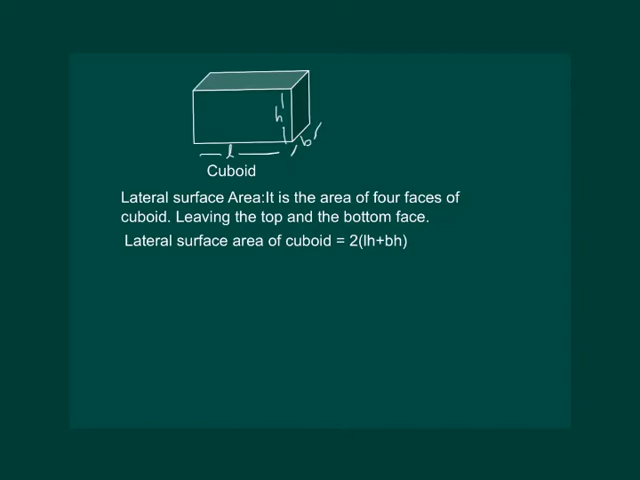 h
b
l
Cuboid
Lateral surface Area:It is the area of four faces of
cuboid. Leaving the top and the bottom face.
Lateral surface area of cuboid = 2(lh+bh)